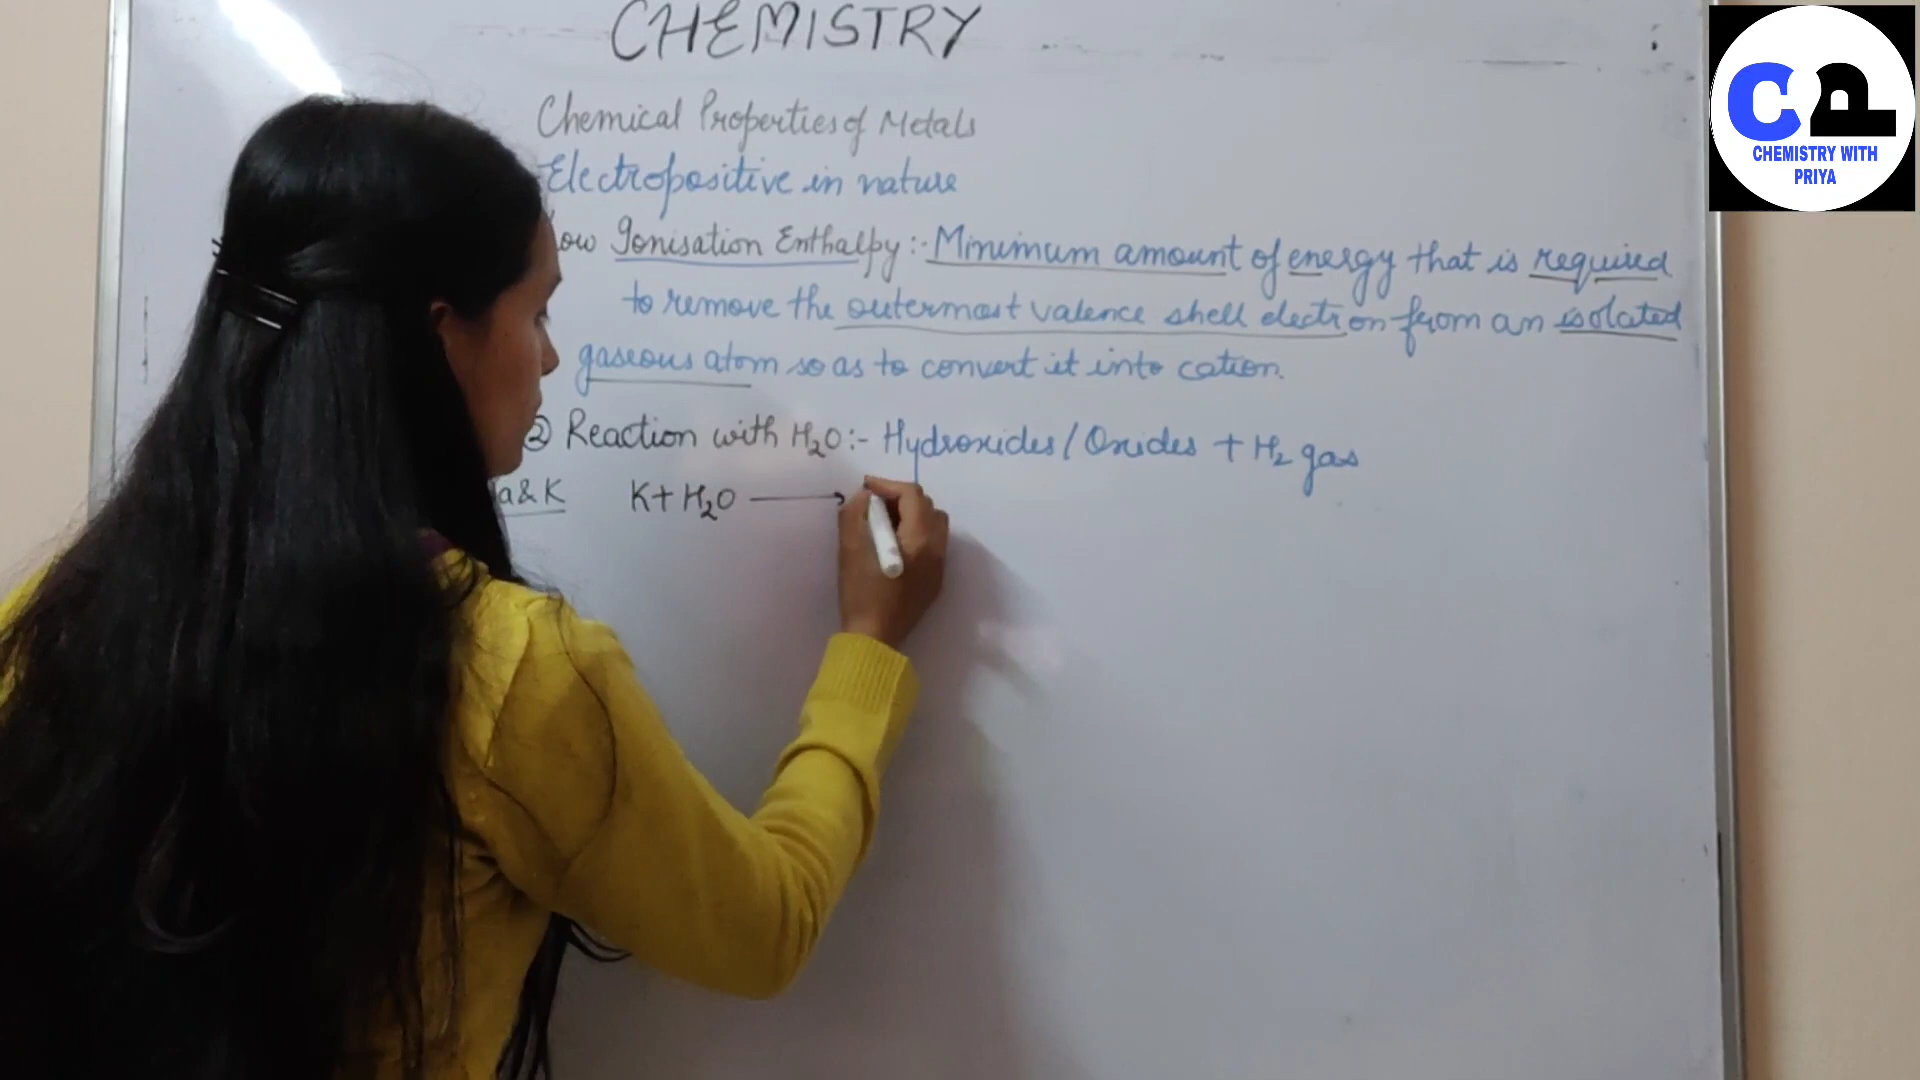 CHEMISTRY
Chemical Properties of Metals
Electropositive in nature
Low Ionisation Enthalpy :- Minimum amount of energy that is required
to remove the outermost valence shell electron from an isolated
gaseous atom so as to convert it into cation.
② Reaction with H₂O :- Hydroxides / Oxides + H₂ gas
a & K K + H₂O ⟶
CP
CHEMISTRY WITH
PRIYA